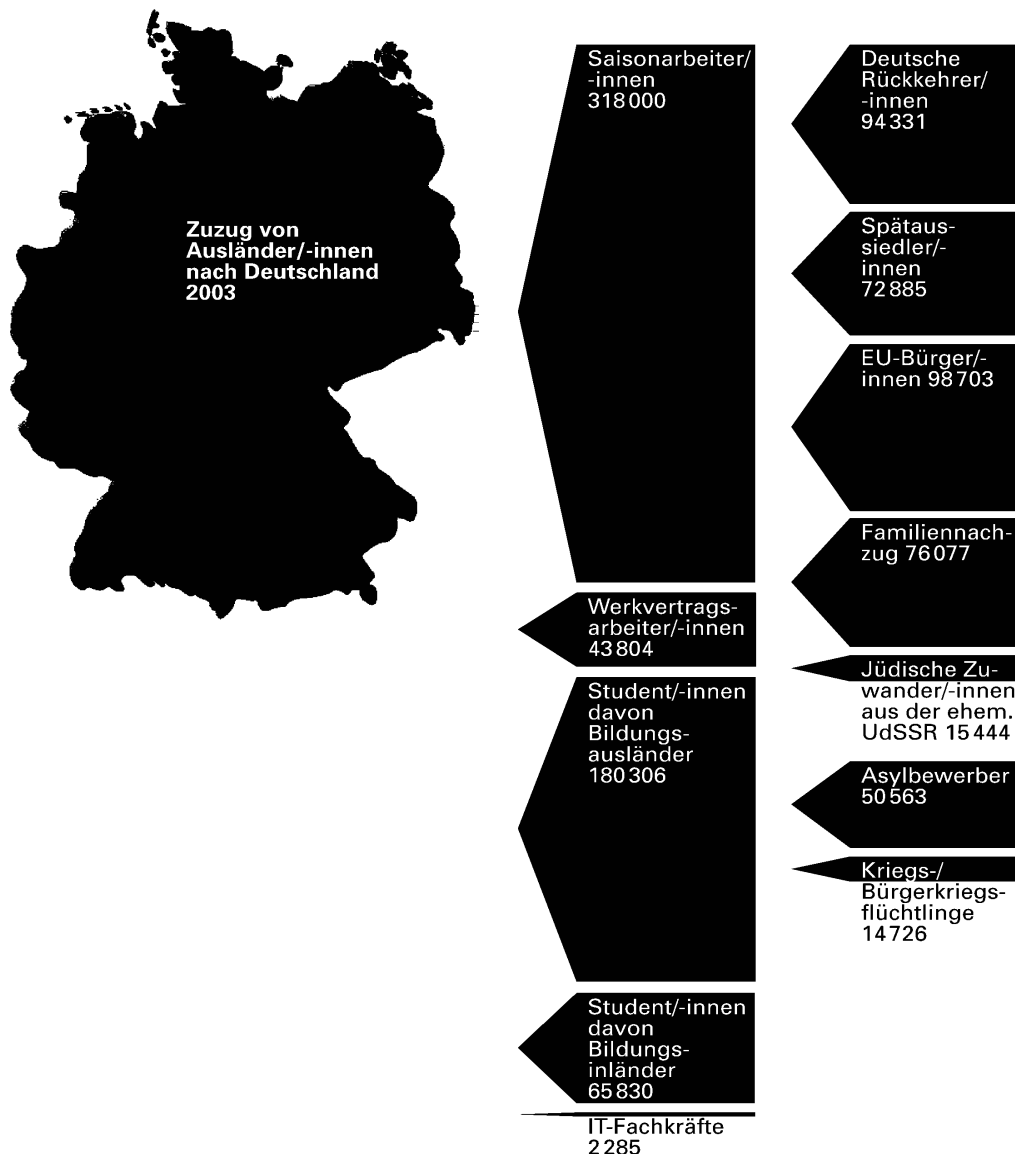 Zuzug von
Ausländer/-innen
nach Deutschland
2003
Saisonarbeiter/
-innen
318 000
Werkvertrags-
arbeiter/-innen
43 804
Student/-innen
davon
Bildungs-
ausländer
180 306
Student/-innen
davon
Bildungs-
inländer
65 830
IT-Fachkräfte
2 285
Deutsche
Rückkehrer/
-innen
94 331
Spätaus-
siedler/-
innen
72 885
EU-Bürger/-
innen 98 703
Familiennach-
zug 76 077
Jüdische Zu-
wander/-innen
aus der ehem.
UdSSR 15 444
Asylbewerber
50 563
Kriegs-/
Bürgerkriegs-
flüchtlinge
14 726